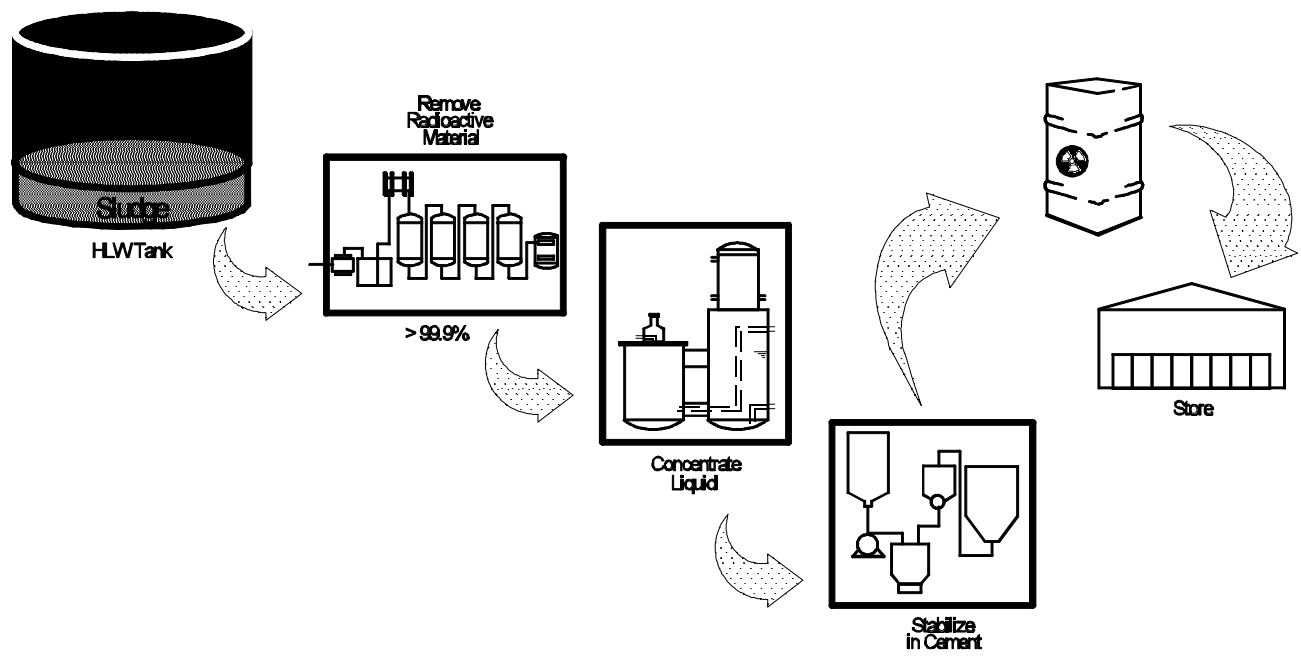 Sludge
HLW Tank
Remove
Radioactive
Material
> 99.9%
Concentrate
Liquid
Stabilize
in Cement
Store